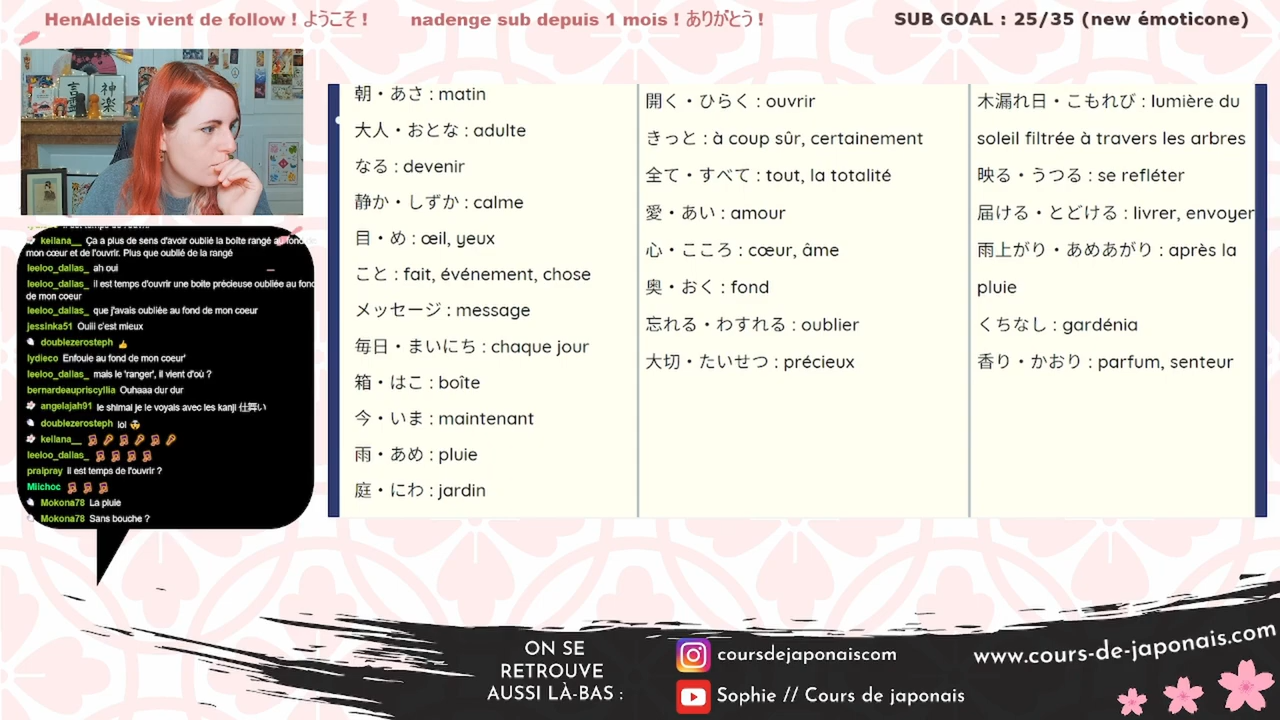 HenAldeis vient de follow ! ようこそ !
nadenge sub depuis 1 mois ! ありがとう !
SUB GOAL : 25/35 (new émoticone)
言
神楽
keilana__ Ça a plus de sens d'avoir oublié la boîte rangé au fond de
mon cœur et de l'ouvrir. Plus que oublié de la rangé
leeloo_dallas_ ah oui
leeloo_dallas_ il est temps d'ouvrir une boîte précieuse oubliée au fond
de mon coeur
leeloo_dallas_ que j'avais oubliée au fond de mon coeur
jessinka51 Ouiii c'est mieux
doublezerosteph 👍
lydieco Enfouie au fond de mon coeur'
leeloo_dallas_ mais le 'ranger', il vient d'où ?
bernardeaupriscyllia Ouhaaa dur dur
angelajah91 le shimai je le voyais avec les kanji 仕舞い
doublezerosteph lol
keilana__
leeloo_dallas_
pralpray il est temps de l'ouvrir ?
Miichoc
Mokona78 La pluie
Mokona78 Sans bouche ?
朝・あさ : matin
大人・おとな : adulte
なる : devenir
静か・しずか : calme
目・め : œil, yeux
こと : fait, événement, chose
メッセージ : message
毎日・まいにち : chaque jour
箱・はこ : boîte
今・いま : maintenant
雨・あめ : pluie
庭・にわ : jardin
開く・ひらく : ouvrir
きっと : à coup sûr, certainement
全て・すべて : tout, la totalité
愛・あい : amour
心・こころ : cœur, âme
奥・おく : fond
忘れる・わすれる : oublier
大切・たいせつ : précieux
木漏れ日・こもれび : lumière du
soleil filtrée à travers les arbres
映る・うつる : se refléter
届ける・とどける : livrer, envoyer
雨上がり・あめあがり : après la
pluie
くちなし : gardénia
香り・かおり : parfum, senteur
ON SE
RETROUVE
AUSSI LÀ-BAS :
coursdejaponaiscom
Sophie // Cours de japonais
www.cours-de-japonais.com